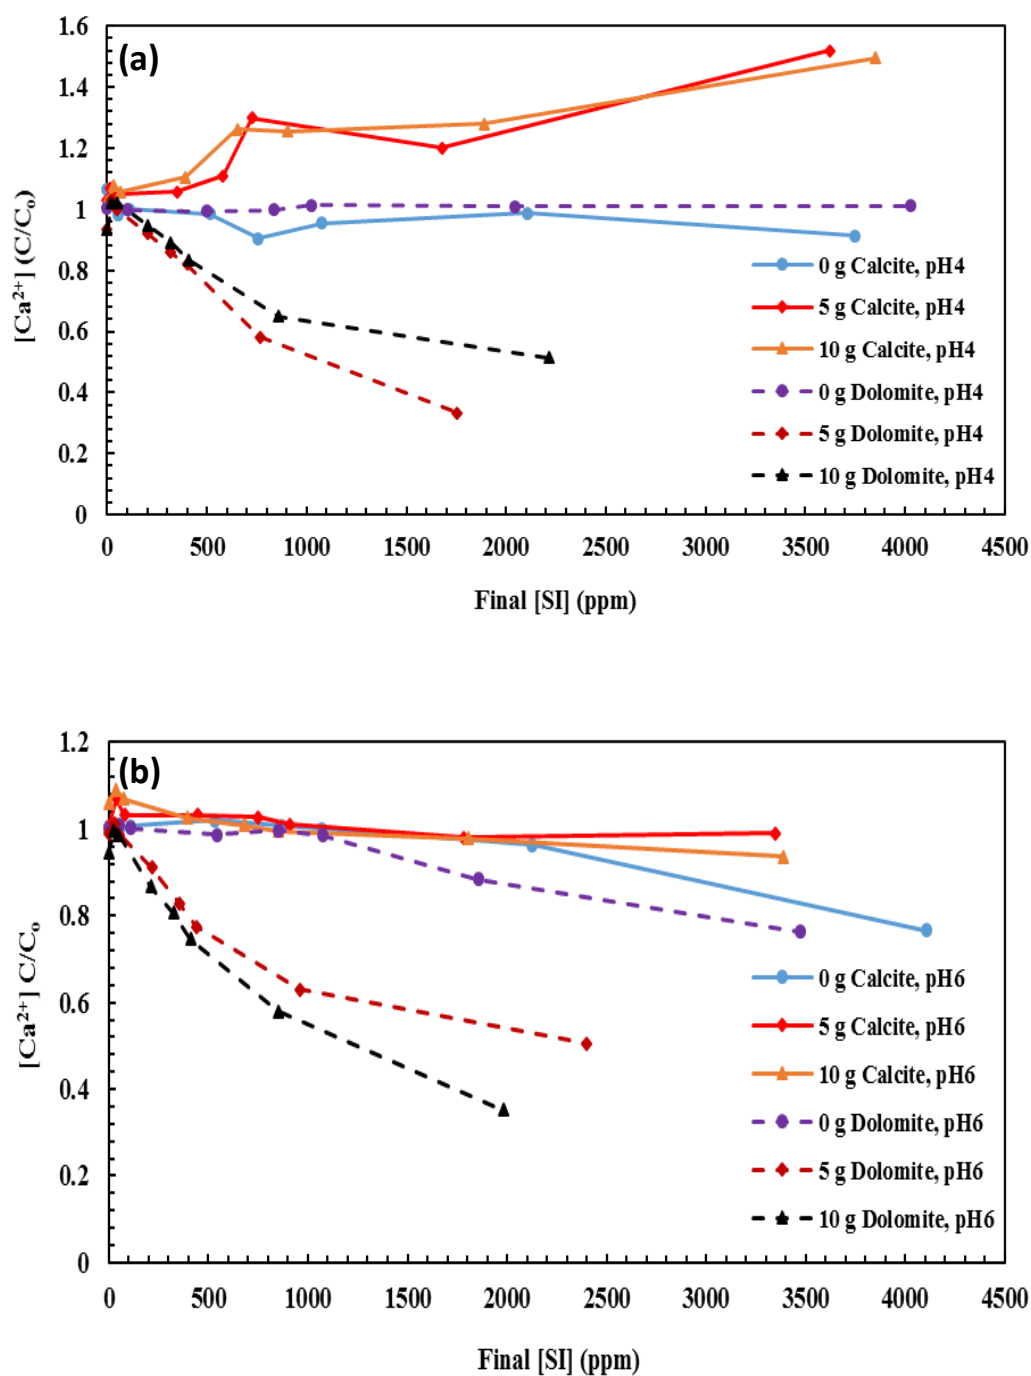 (a)
1.6
1.4
1.2
1
0.8
0.6
0.4
0.2
0
[Ca²⁺] (C/Cₒ)
0 g Calcite, pH4
5 g Calcite, pH4
10 g Calcite, pH4
0 g Dolomite, pH4
5 g Dolomite, pH4
10 g Dolomite, pH4
0 500 1000 1500 2000 2500 3000 3500 4000 4500
Final [SI] (ppm)
(b)
1.2
1
0.8
0.6
0.4
0.2
0
[Ca²⁺] C/Cₒ
0 g Calcite, pH6
5 g Calcite, pH6
10 g Calcite, pH6
0 g Dolomite, pH6
5 g Dolomite, pH6
10 g Dolomite, pH6
0 500 1000 1500 2000 2500 3000 3500 4000 4500
Final [SI] (ppm)